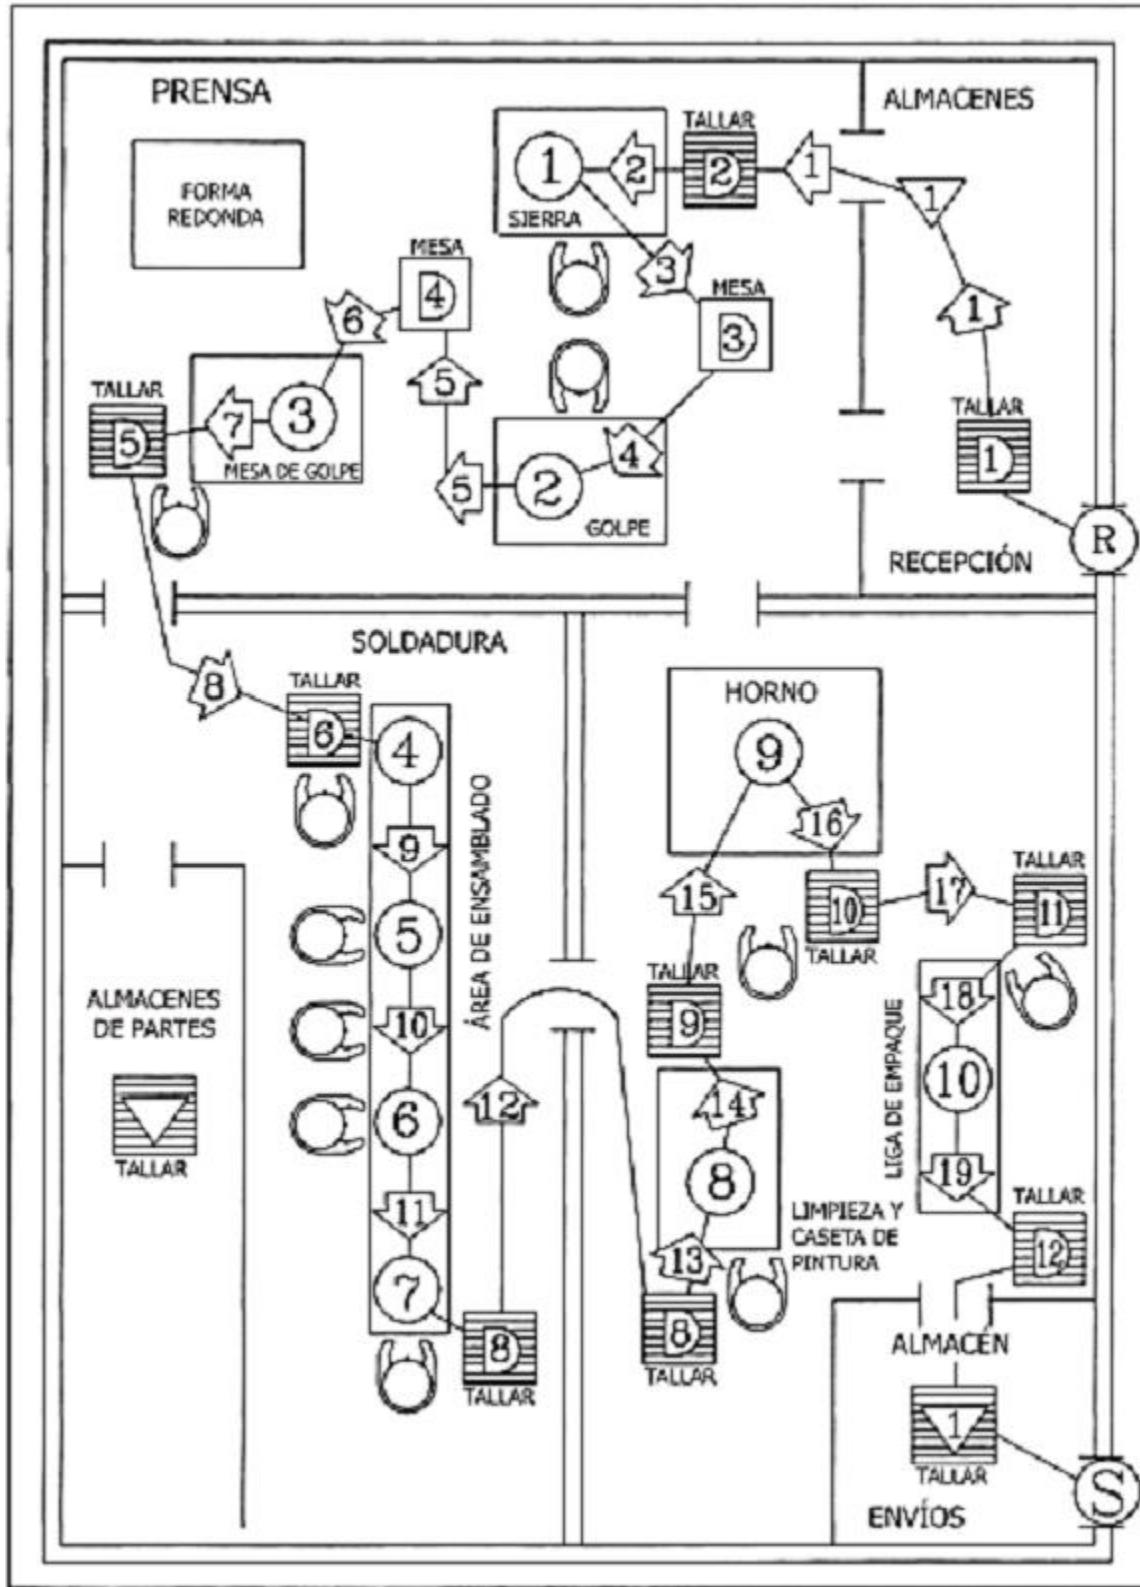 PRENSA
ALMACENES
TALLAR
FORMA
REDONDA
1
2
2
1
1
SIERRA
MESA
4
3
MESA
3
1
6
5
TALLAR
5
7
3
MESA DE GOLPE
TALLAR
1
5
2
4
GOLPE
R
RECEPCIÓN
SOLDADURA
8
TALLAR
6
4
HORNO
9
9
16
ÁREA DE ENSAMBLADO
5
15
10
TALLAR
17
TALLAR
11
ALMACENES
DE PARTES
10
TALLAR
9
18
10
LIGA DE EMPAQUE
TALLAR
6
12
14
8
19
TALLAR
12
11
13
LIMPIEZA Y
CASETA DE
PINTURA
7
8
TALLAR
8
TALLAR
ALMACÉN
1
TALLAR
S
ENVÍOS